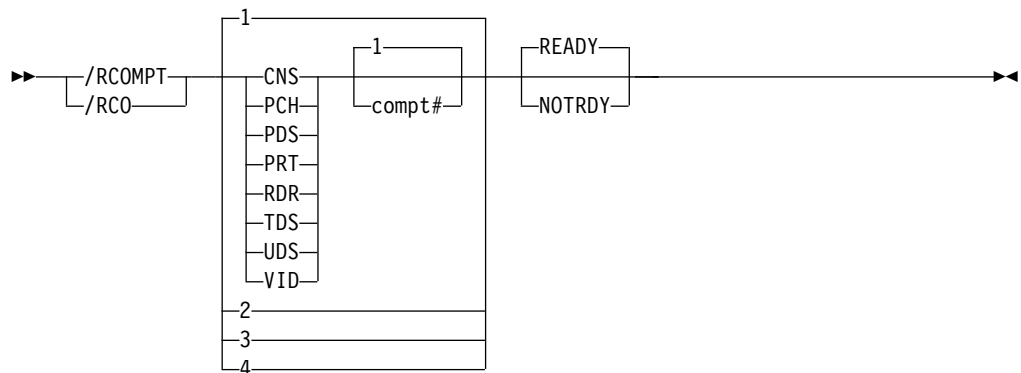 1
1 READY
/RCOMPT CNS
/RCO PCH compt# NOTRDY
PDS
PRT
RDR
TDS
UDS
VID
2
3
4